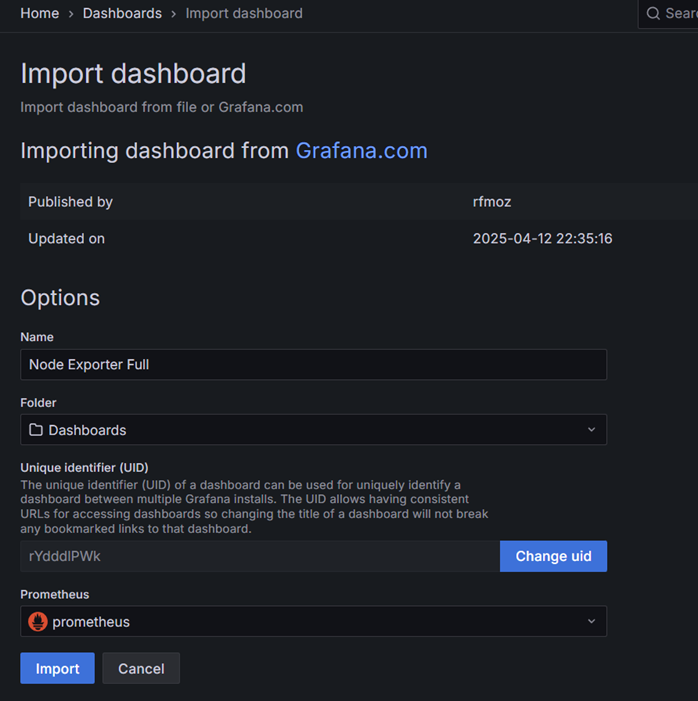 Home › Dashboards › Import dashboard
Import dashboard
Import dashboard from file or Grafana.com
Importing dashboard from Grafana.com
Published by rfmoz
Updated on 2025-04-12 22:35:16
Options
Name
Node Exporter Full
Folder
Dashboards
Unique identifier (UID)
The unique identifier (UID) of a dashboard can be used for uniquely identify a
dashboard between multiple Grafana installs. The UID allows having consistent
URLs for accessing dashboards so changing the title of a dashboard will not break
any bookmarked links to that dashboard.
rYdddlPWk
Change uid
Prometheus
prometheus
Import
Cancel